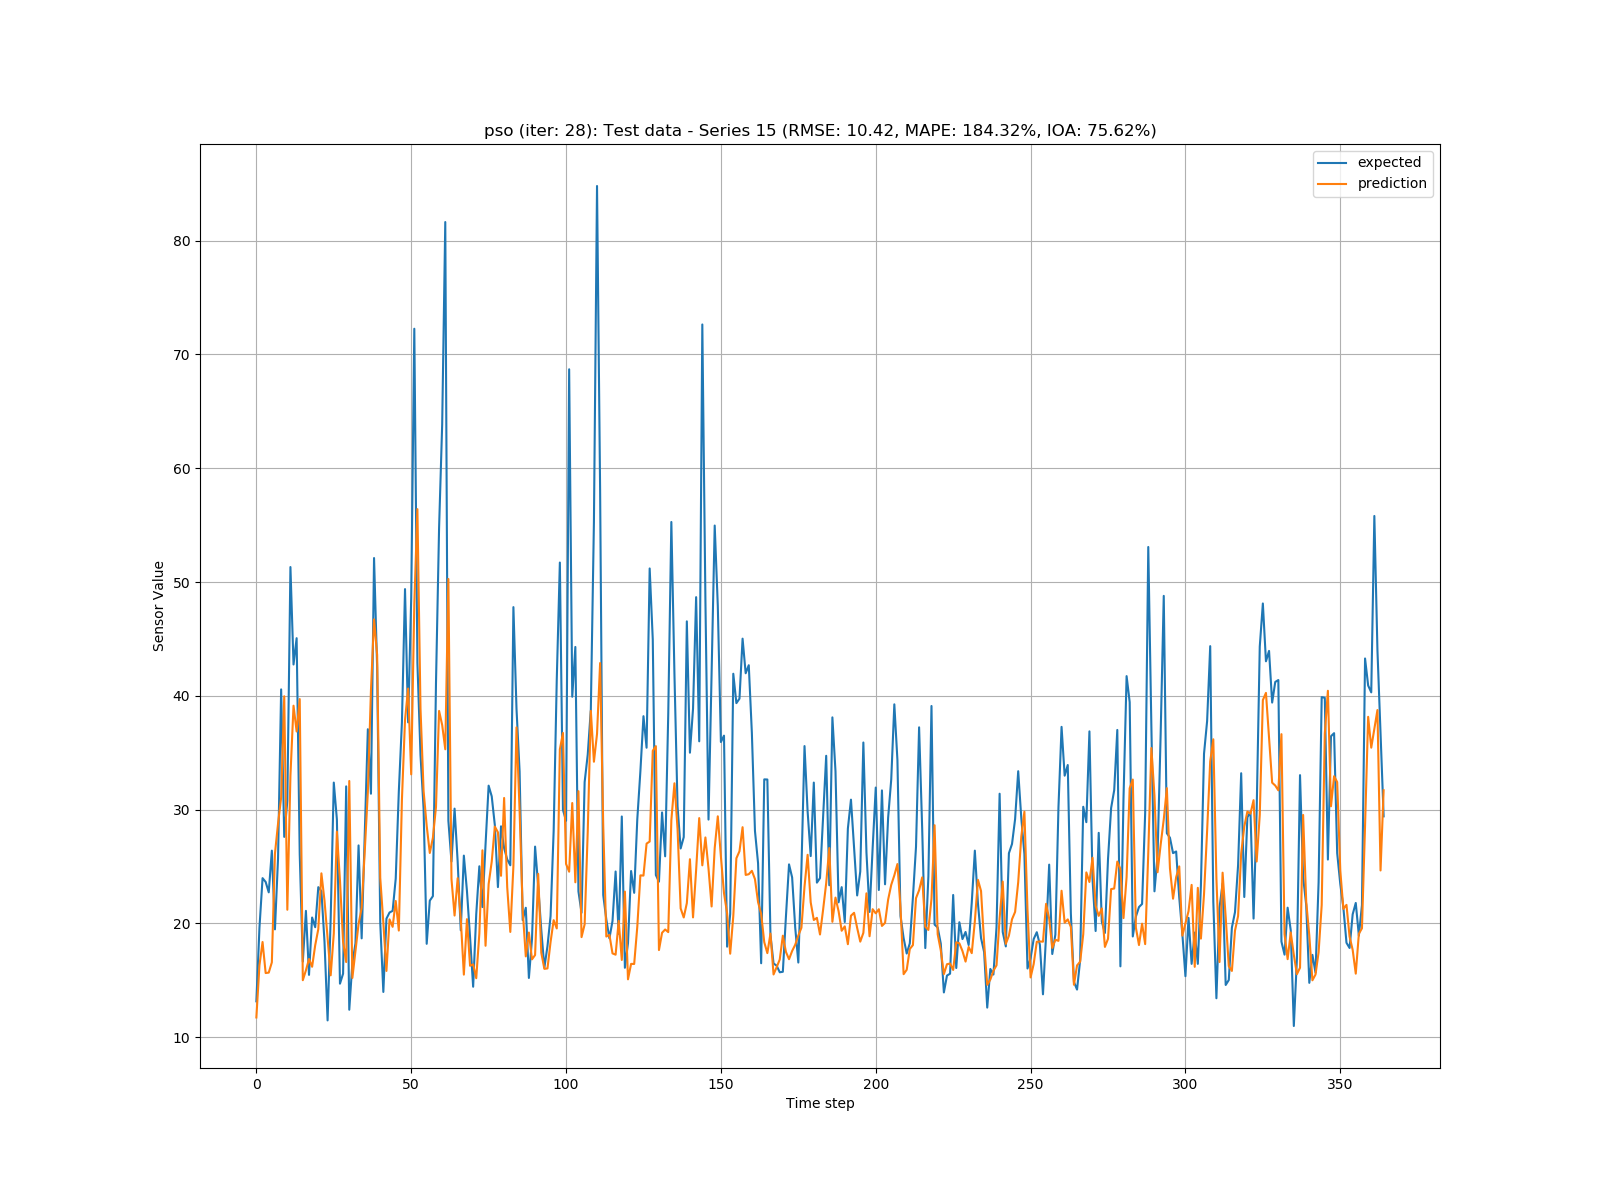 pso (iter: 28): Test data - Series 15 (RMSE: 10.42, MAPE: 184.32%, IOA: 75.62%)
expected
prediction
80
70
60
50
40
30
20
10
Sensor Value
0 50 100 150 200 250 300 350
Time step